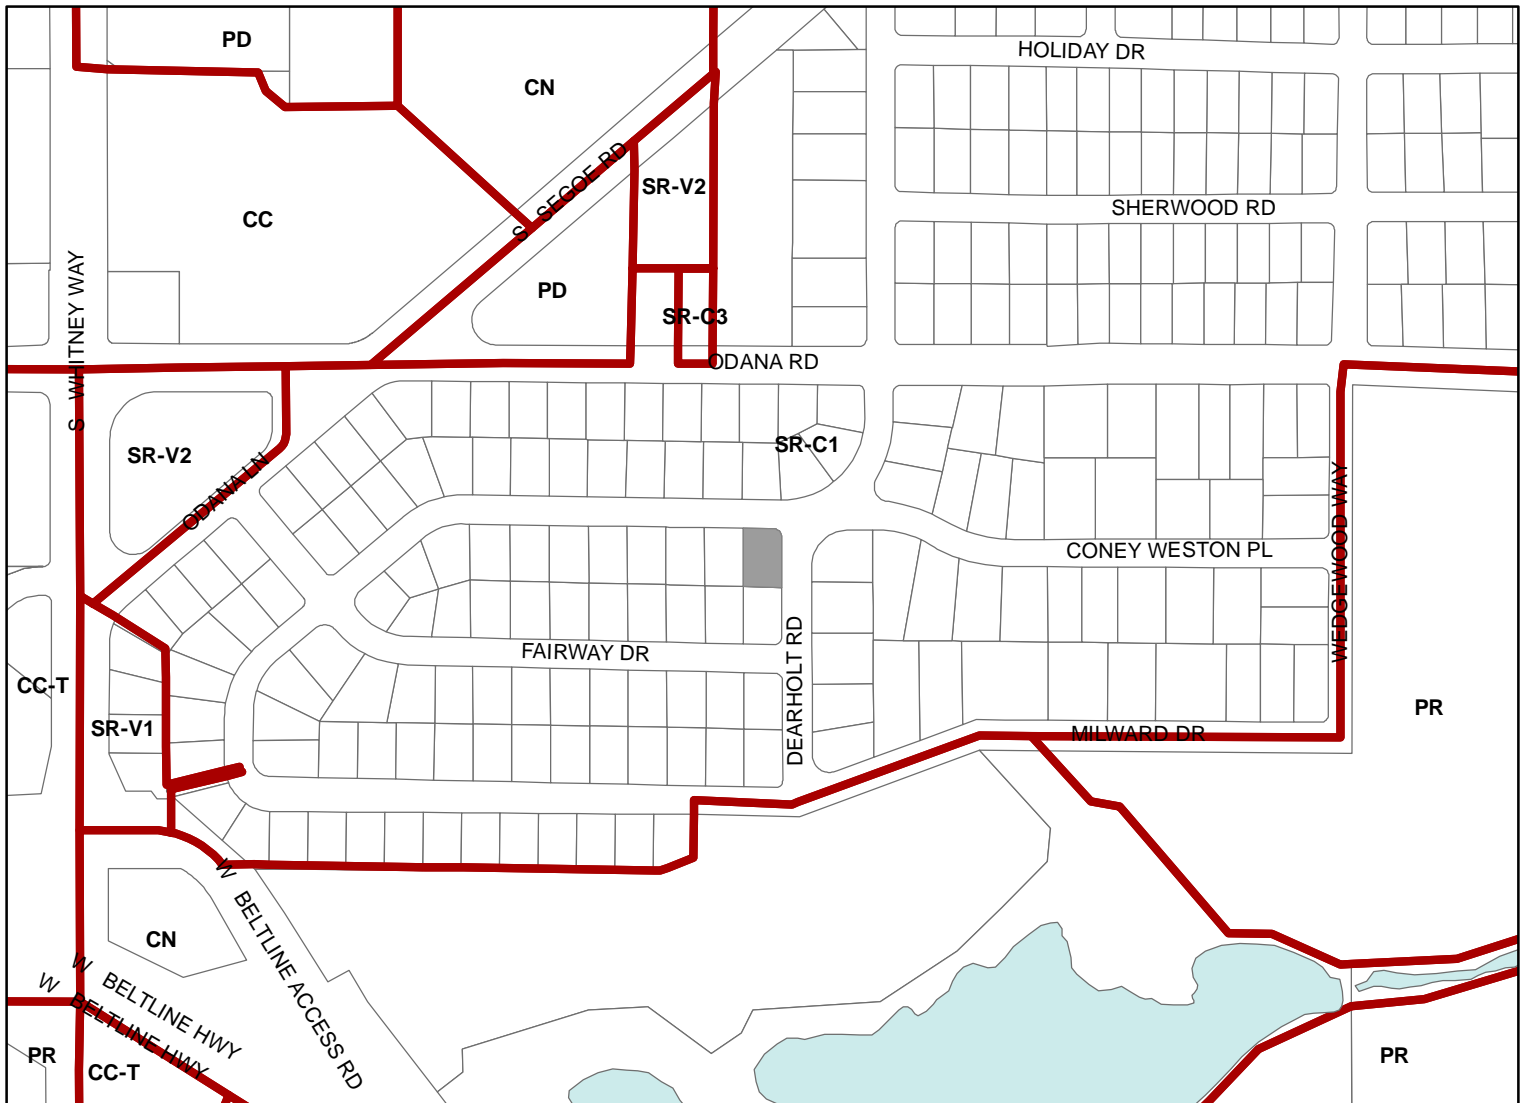 PD
HOLIDAY DR
CN
S SEGOE RD
SR-V2
SHERWOOD RD
CC
PD
SR-C3
S WHITNEY WAY
ODANA RD
SR-V2
SR-C1
ODANA LN
CONEY WESTON PL
WEDGEWOOD WAY
FAIRWAY DR
DEARHOLT RD
CC-T
SR-V1
PR
MILWARD DR
W BELTLINE ACCESS RD
CN
W BELTLINE HWY
W BELTLINE HWY
PR
CC-T
PR